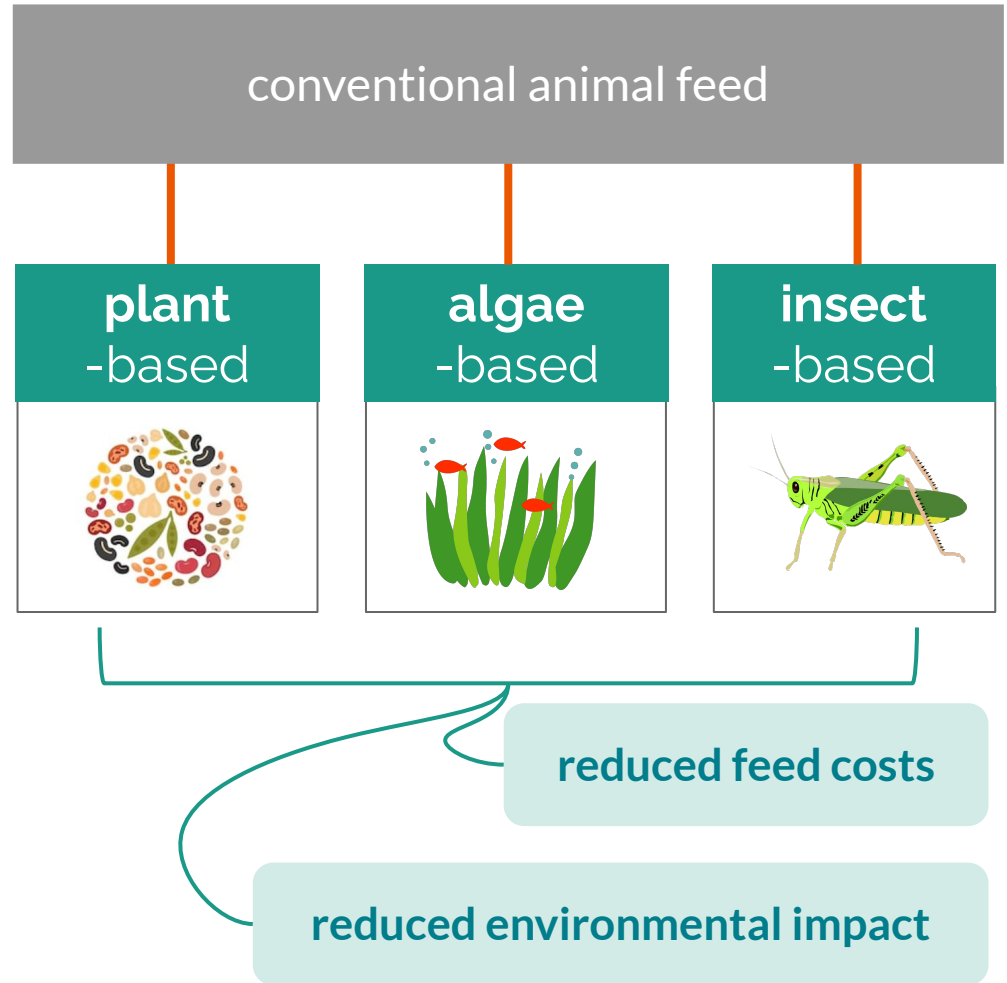 conventional animal feed
plant
-based
algae
-based
insect
-based
reduced feed costs
reduced environmental impact